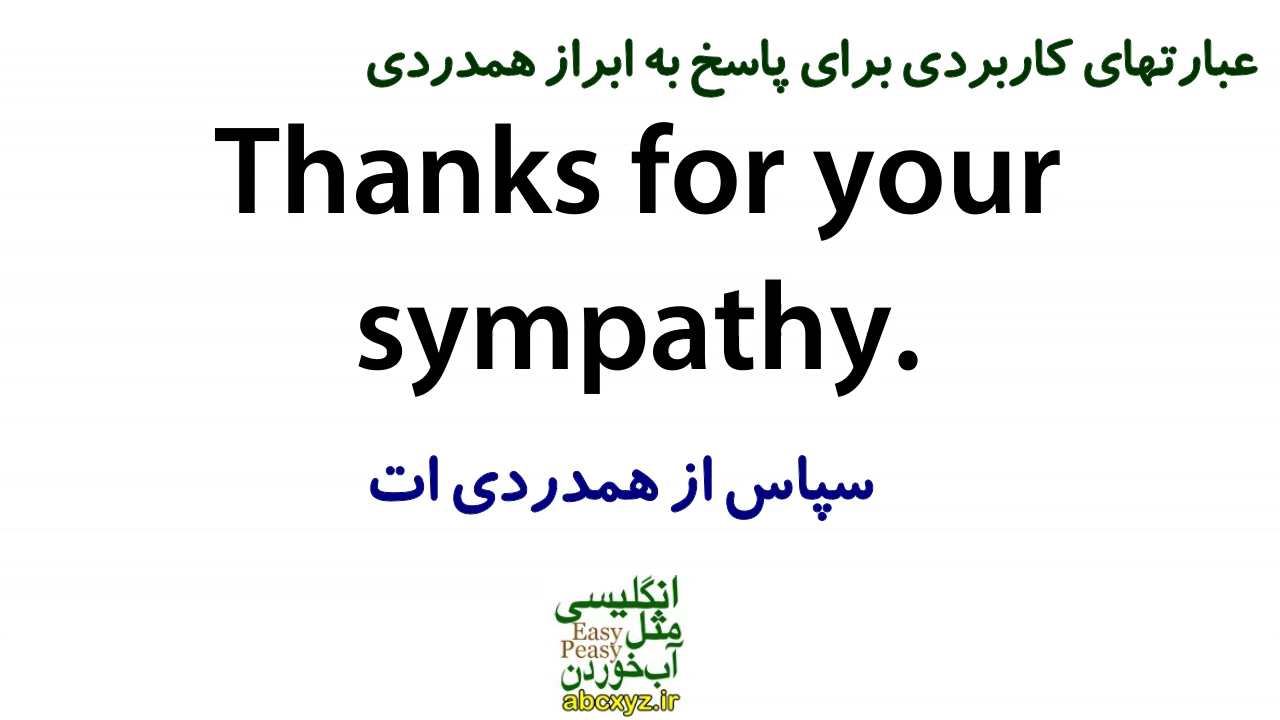 عبارتهای کاربردی برای پاسخ به ابراز همدردی
Thanks for your
sympathy.
سپاس از همدردی ات
انگلیسی
مثل Easy
Peasy
آب خوردن
abcxyz.ir